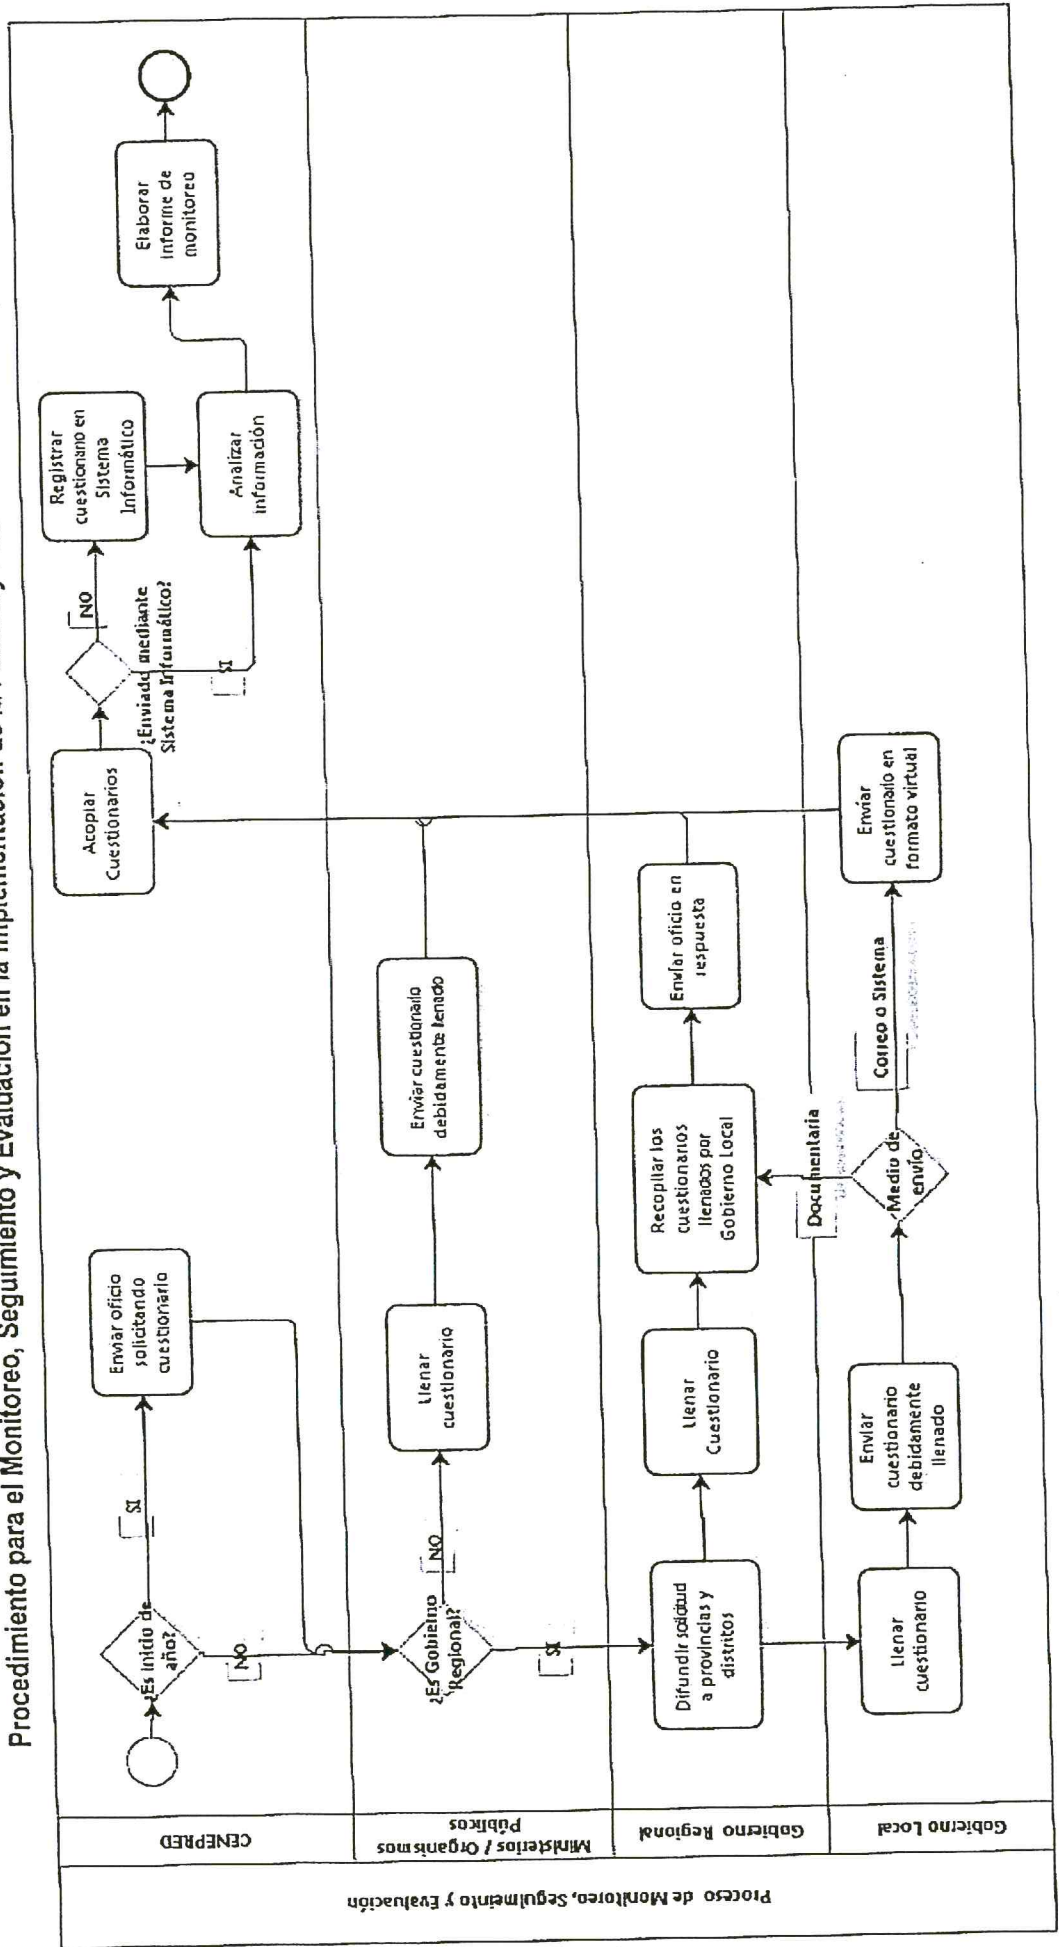 Procedimiento para el Monitoreo, Seguimiento y Evaluación en la Implementación de
Proceso de Monitoreo, Seguimiento y Evaluación
CENEPRED
¿Es Inicio de
año?
SI
NO
Enviar oficio
solicitando
cuestionario
Acopiar
Cuestionarios
¿Enviado mediante
Sistema Informático?
NO
SI
Registrar
cuestionario en
Sistema
Informático
Analizar
información
Elaborar
informe de
monitoreo
Ministerios / Organismos
Públicos
¿Es Gobierno
Regional?
NO
SI
Llenar
cuestionario
Enviar cuestionario
debidamente llenado
Gobierno Regional
Difundir solicitud
a provincias y
distritos
Llenar
Cuestionario
Recopilar los
cuestionarios
llenados por
Gobierno Local
Envíar oficio en
respuesta
Gobierno Local
Llenar
cuestionario
Enviar
cuestionario
debidamente
llenado
Medio de
envío
Documentaria
Correo o Sistema
Enviar
cuestionario en
formato virtual